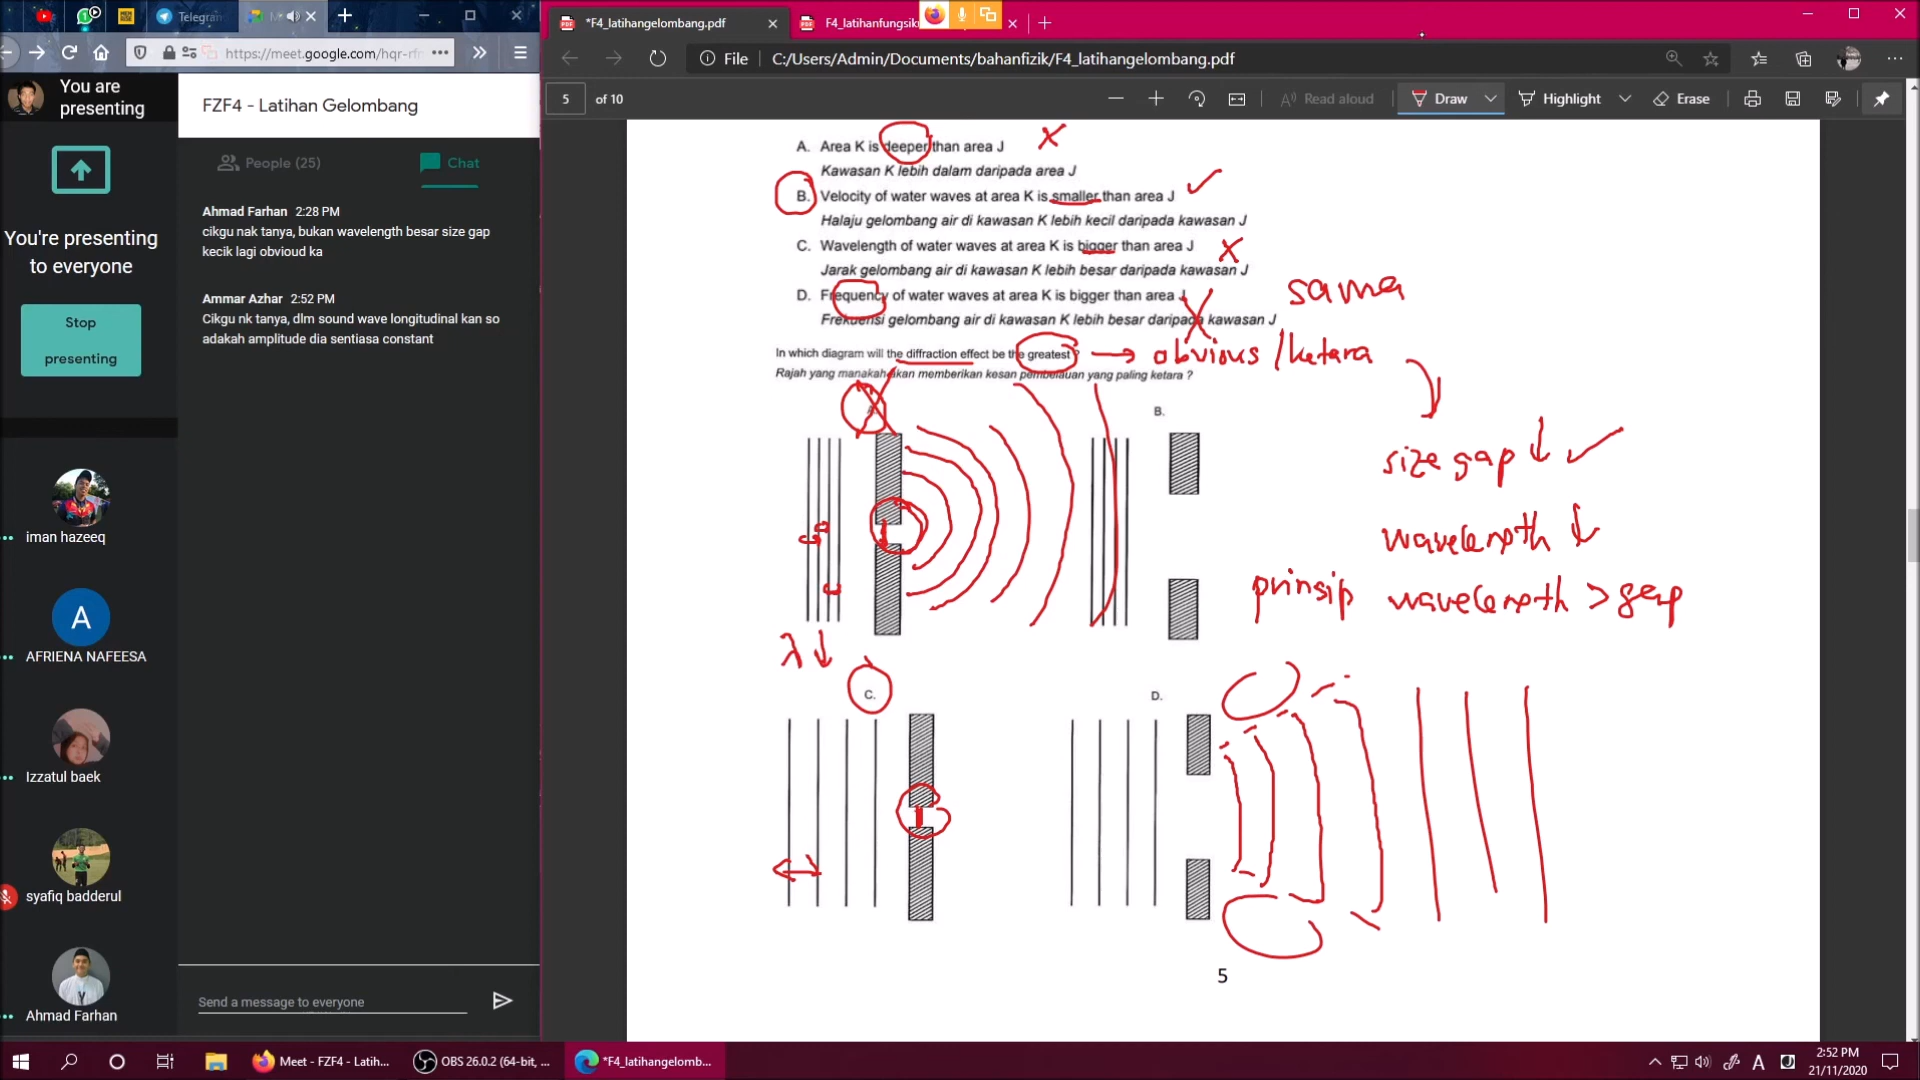 Telegram
M
*F4_latihangelombang.pdf
F4_latihanfungsik
https://meet.google.com/hqr-rf
File
C:/Users/Admin/Documents/bahanfizik/F4_latihangelombang.pdf
You are
presenting
FZF4 - Latihan Gelombang
5
of 10
Read aloud
Draw
Highlight
Erase
People (25)
Chat
You're presenting
to everyone
Stop
presenting
Ahmad Farhan 2:28 PM
cikgu nak tanya, bukan wavelength besar size gap
kecik lagi obvioud ka
Ammar Azhar 2:52 PM
Cikgu nk tanya, dlm sound wave longitudinal kan so
adakah amplitude dia sentiasa constant
iman hazeeq
A
AFRIENA NAFEESA
Izzatul baek
syafiq badderul
Ahmad Farhan
Send a message to everyone
A. Area K is deeper than area J
Kawasan K lebih dalam daripada area J
B. Velocity of water waves at area K is smaller than area J
Halaju gelombang air di kawasan K lebih kecil daripada kawasan J
C. Wavelength of water waves at area K is bigger than area J
Jarak gelombang air di kawasan K lebih besar daripada kawasan J
D. Frequency of water waves at area K is bigger than area J
Frekuensi gelombang air di kawasan K lebih besar daripada kawasan J
sama
In which diagram will the diffraction effect be the greatest ?
Rajah yang manakah akan memberikan kesan pembelauan yang paling ketara ?
→ obvious / ketara
A.
B.
size gap ↓ ✓
wavelength ↓
prinsip wavelength > gap
λ ↓
C.
D.
5
Meet - FZF4 - Latih...
OBS 26.0.2 (64-bit, ...
*F4_latihangelomb...
A
2:52 PM
21/11/2020